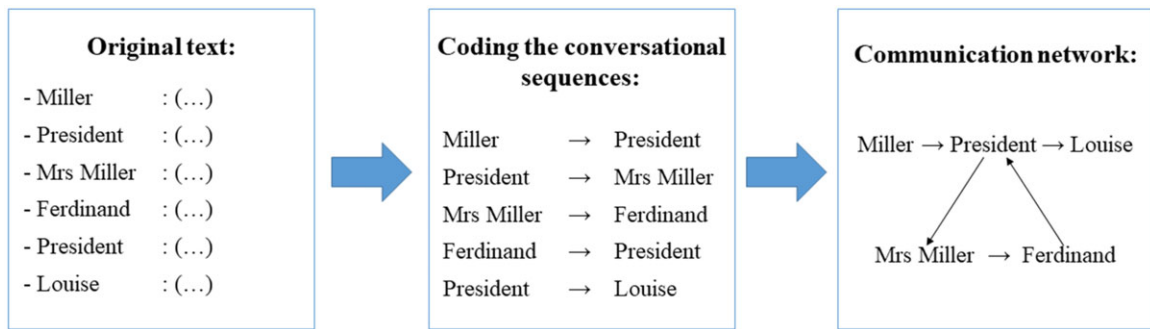 Original text:
- Miller : (…)
- President : (…)
- Mrs Miller : (…)
- Ferdinand : (…)
- President : (…)
- Louise : (…)
Coding the conversational
sequences:
Miller → President
President → Mrs Miller
Mrs Miller → Ferdinand
Ferdinand → President
President → Louise
Communication network:
Miller → President → Louise
Mrs Miller → Ferdinand